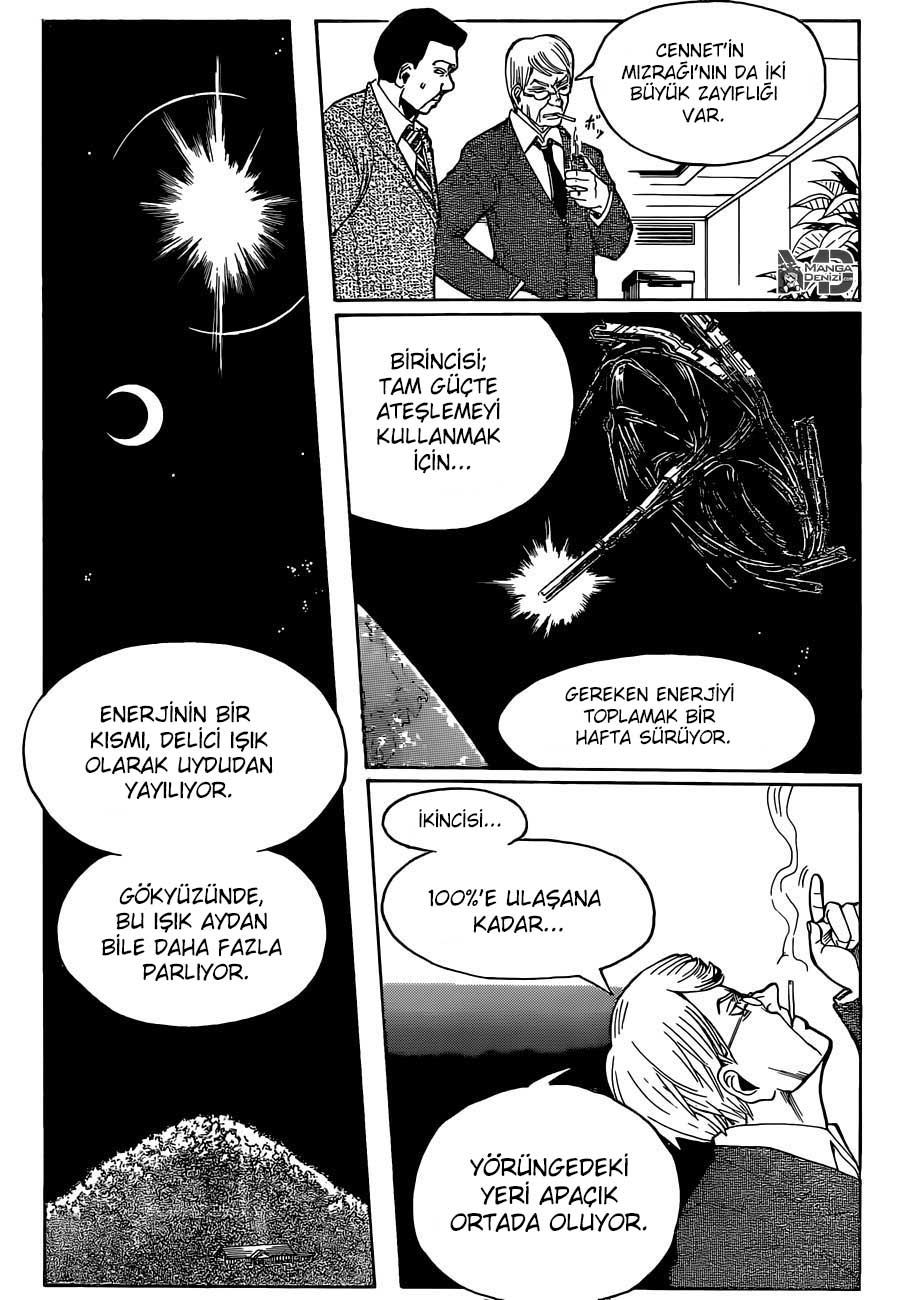 CENNET'İN
MIZRAĞI'NIN DA İKİ
BÜYÜK ZAYIFLIĞI
VAR.
ガッ
MANGA
DENİZİ
BİRİNCİSİ;
TAM GÜÇTE
ATEŞLEMEYİ
KULLANMAK
İÇİN...
GEREKEN ENERJİYİ
TOPLAMAK BİR
HAFTA SÜRÜYOR.
İKİNCİSİ...
100%'E ULAŞANA
KADAR...
YÖRÜNGEDEKİ
YERİ APAÇIK
ORTADA OLUYOR.
ENERJİNİN BİR
KISMI, DELİCİ IŞIK
OLARAK UYDUDAN
YAYILIYOR.
GÖKYÜZÜNDE,
BU IŞIK AYDAN
BİLE DAHA FAZLA
PARLIYOR.